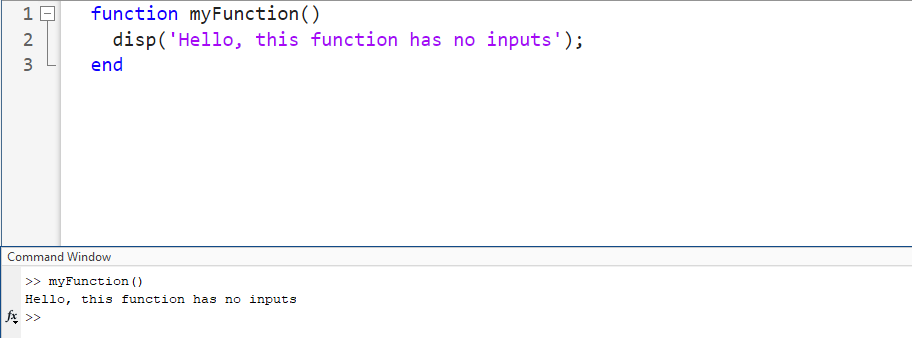 1 function myFunction()
2 disp('Hello, this function has no inputs');
3 end
Command Window
>> myFunction()
Hello, this function has no inputs
fx >>